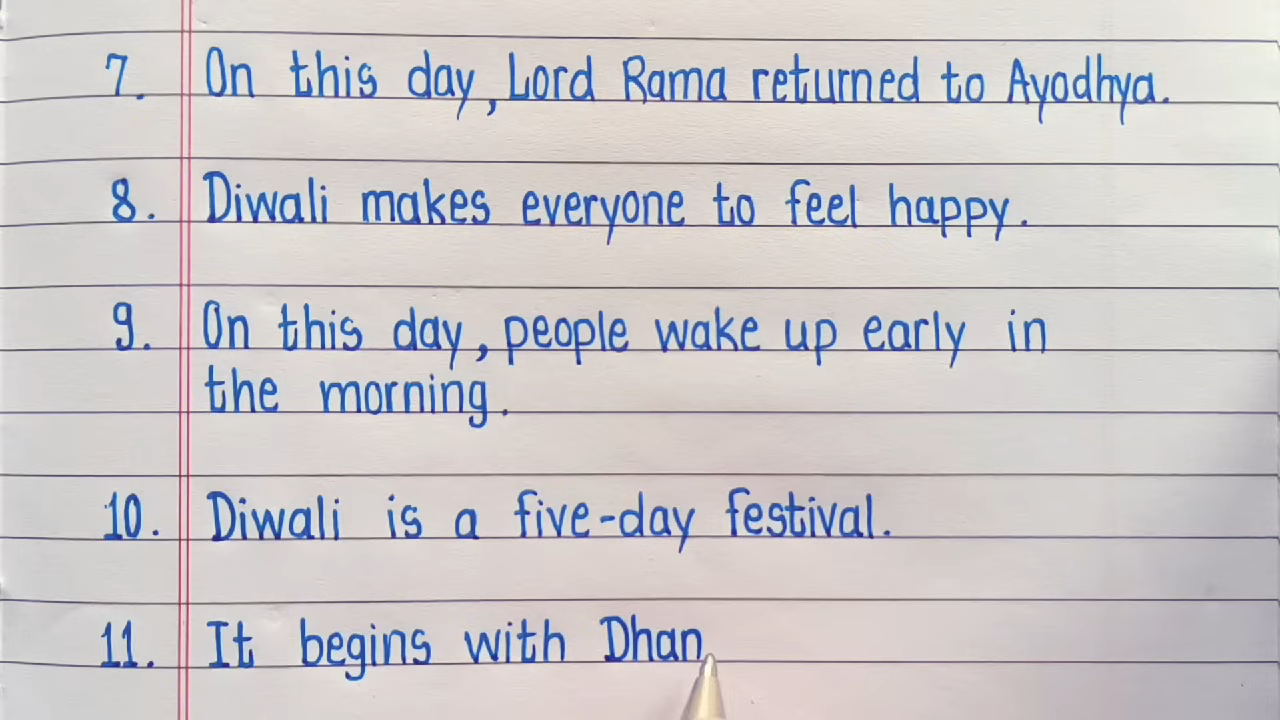 7. On this day, Lord Rama returned to Ayodhya.
8. Diwali makes everyone to feel happy.
9. On this day, people wake up early in
the morning.
10. Diwali is a five-day festival.
11. It begins with Dhan